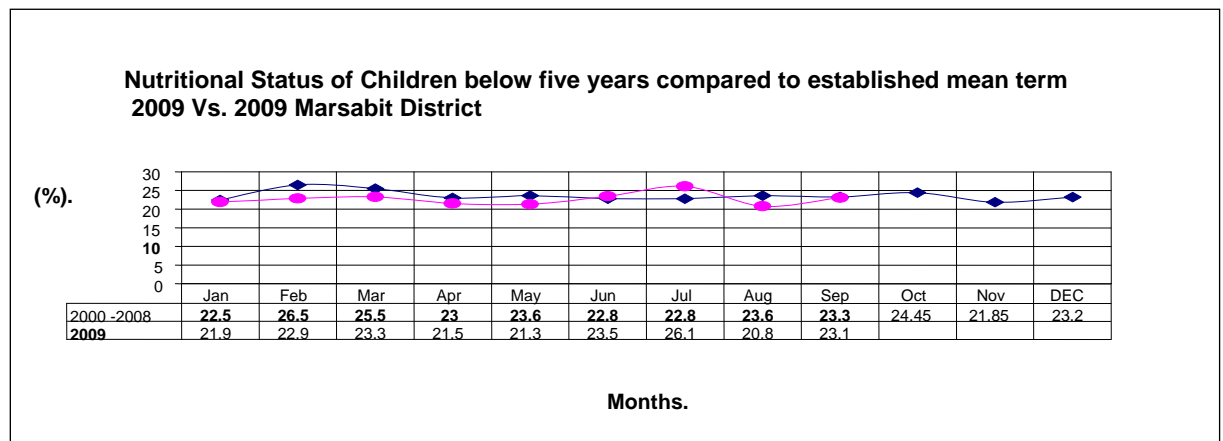 Nutritional Status of Children below five years compared to established mean term
2009 Vs. 2009 Marsabit District
(%).
30
25
20
15
10
5
0
Jan Feb Mar Apr May Jun Jul Aug Sep Oct Nov DEC
2000 -2008 22.5 26.5 25.5 23 23.6 22.8 22.8 23.6 23.3 24.45 21.85 23.2
2009 21.9 22.9 23.3 21.5 21.3 23.5 26.1 20.8 23.1
Months.